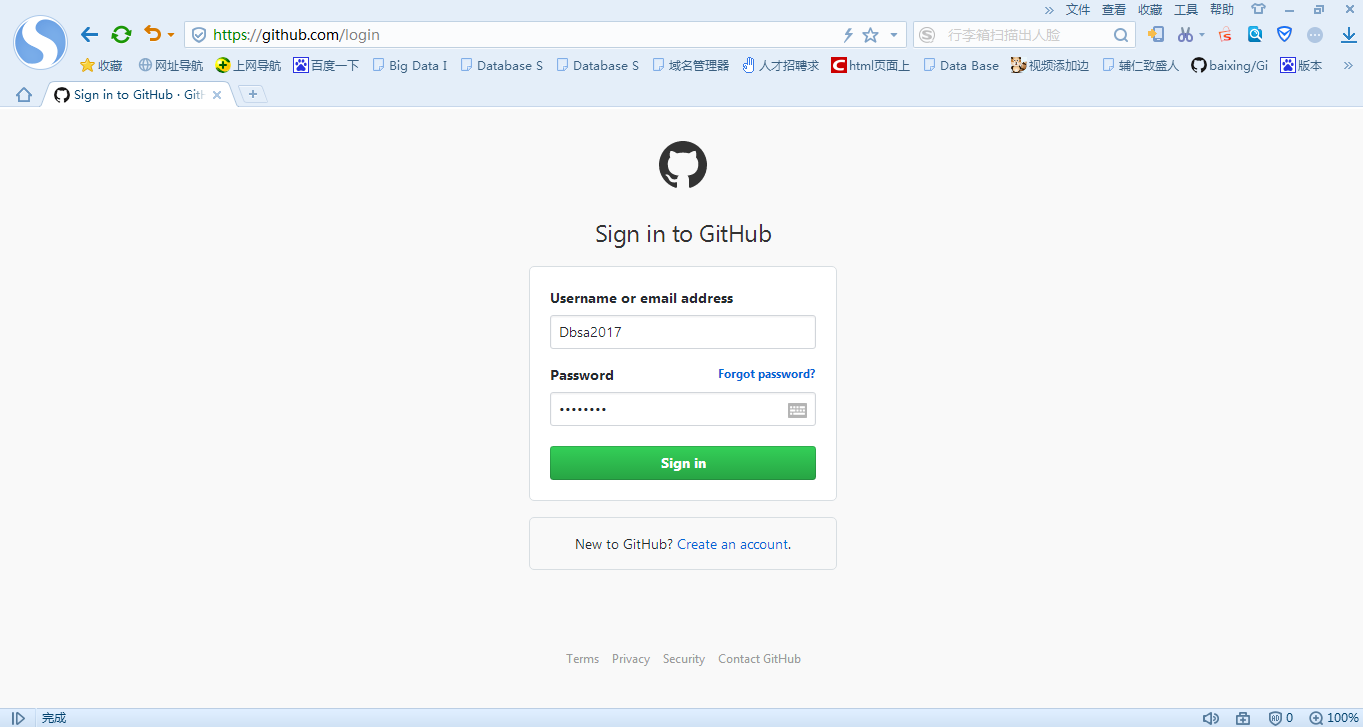 » 文件 查看 收藏 工具 帮助
https://github.com/login 行李箱扫描出人脸
收藏 网址导航 上网导航 百度一下 Big Data I Database S Database S 域名管理器 人才招聘求 html页面上 Data Base 视频添加边 辅仁致盛人 baixing/Gi 版本 »
Sign in to GitHub · GitH
Sign in to GitHub
Username or email address
Dbsa2017
Password Forgot password?
••••••••
Sign in
New to GitHub? Create an account.
Terms Privacy Security Contact GitHub
完成 0 100%